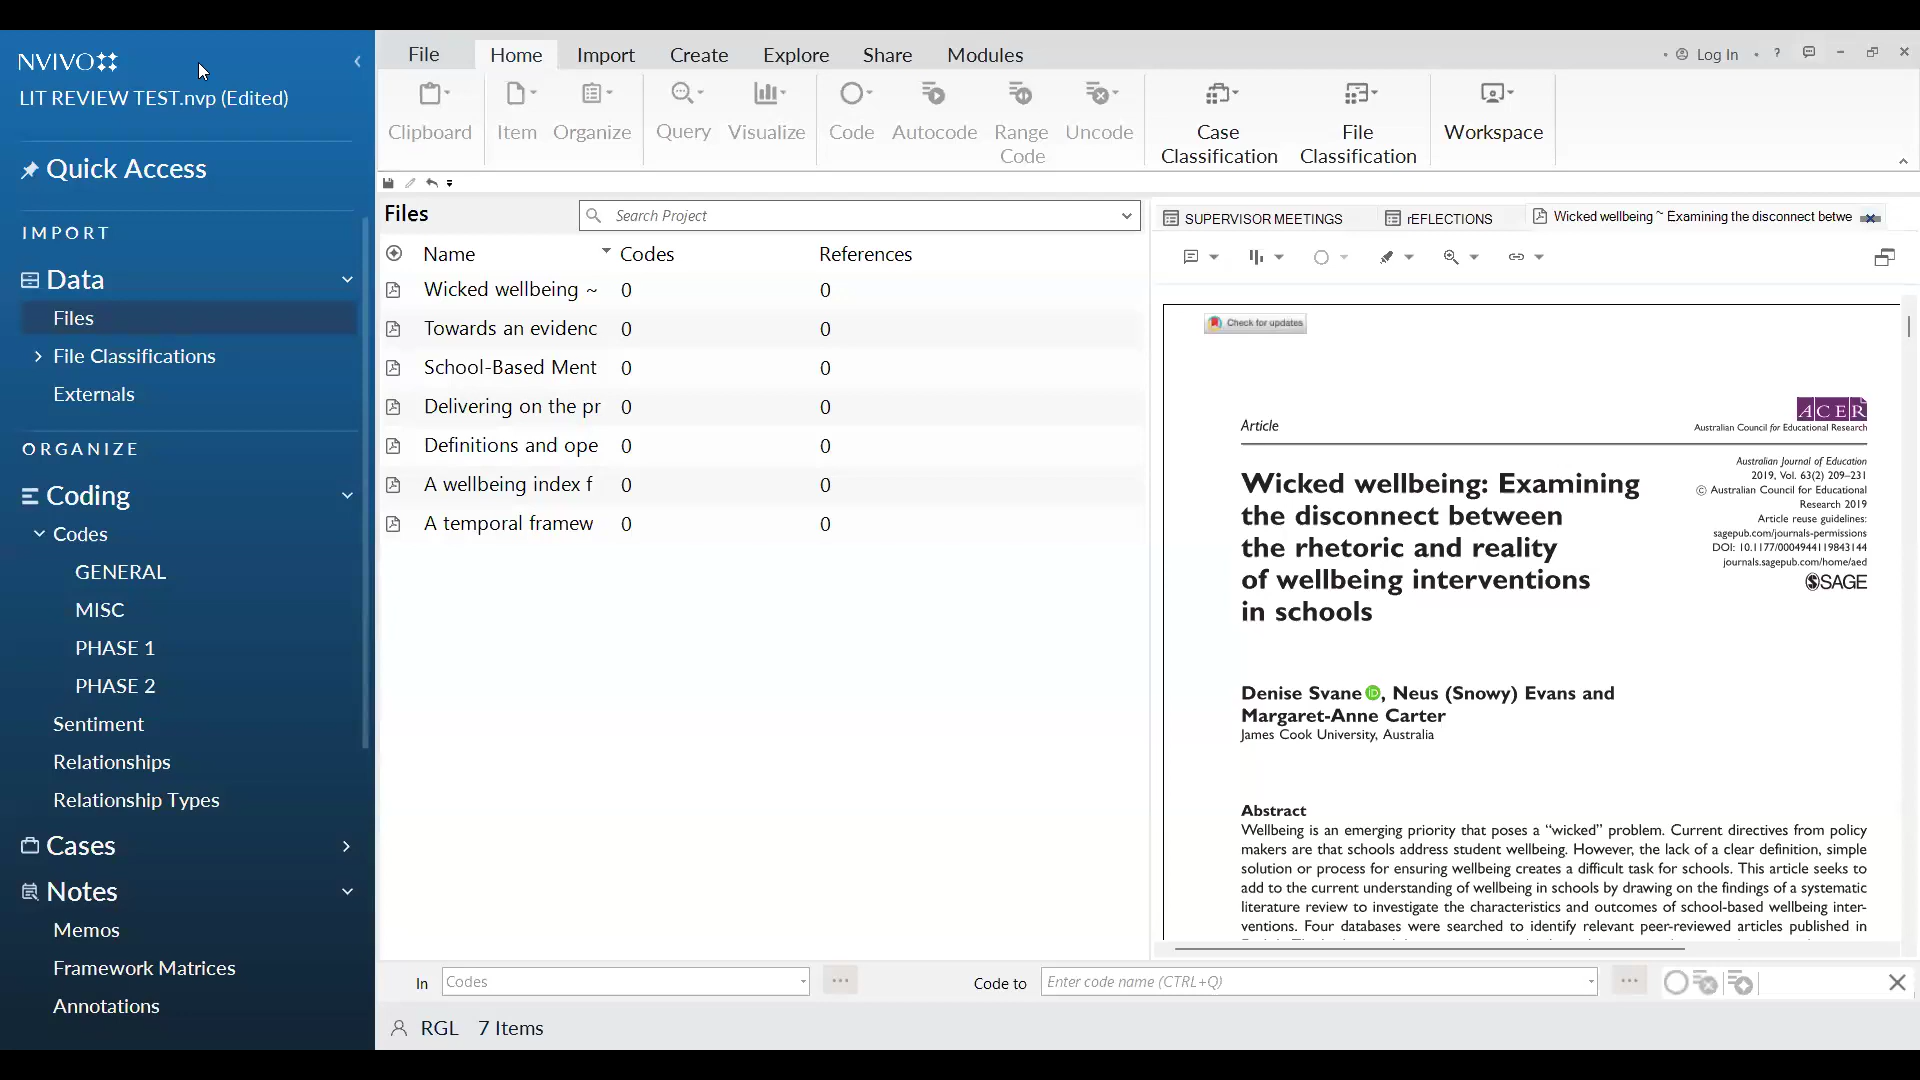 NVIVO
LIT REVIEW TEST.nvp (Edited)
Quick Access
IMPORT
Data
Files
File Classifications
Externals
ORGANIZE
Coding
Codes
GENERAL
MISC
PHASE 1
PHASE 2
Sentiment
Relationships
Relationship Types
Cases
Notes
Memos
Framework Matrices
Annotations
File Home Import Create Explore Share Modules
Log In ?
Clipboard Item Organize Query Visualize Code Autocode Range Code Uncode Case Classification File Classification Workspace
Files
Search Project
Name Codes References
Wicked wellbeing ~ 0 0
Towards an evidenc 0 0
School-Based Ment 0 0
Delivering on the pr 0 0
Definitions and ope 0 0
A wellbeing index f 0 0
A temporal framew 0 0
SUPERVISOR MEETINGS rEFLECTIONS Wicked wellbeing ~ Examining the disconnect betwe
Check for updates
Article
ACER
Australian Council for Educational Research
Wicked wellbeing: Examining
the disconnect between
the rhetoric and reality
of wellbeing interventions
in schools
Australian Journal of Education
2019, Vol. 63(2) 209–231
© Australian Council for Educational
Research 2019
Article reuse guidelines:
sagepub.com/journals-permissions
DOI: 10.1177/0004944119843144
journals.sagepub.com/home/aed
SAGE
Denise Svane iD, Neus (Snowy) Evans and
Margaret-Anne Carter
James Cook University, Australia
Abstract
Wellbeing is an emerging priority that poses a “wicked” problem. Current directives from policy
makers are that schools address student wellbeing. However, the lack of a clear definition, simple
solution or process for ensuring wellbeing creates a difficult task for schools. This article seeks to
add to the current understanding of wellbeing in schools by drawing on the findings of a systematic
literature review to investigate the characteristics and outcomes of school-based wellbeing inter-
ventions. Four databases were searched to identify relevant peer-reviewed articles published in
In Codes ... Code to Enter code name (CTRL+Q) ...
RGL 7 Items